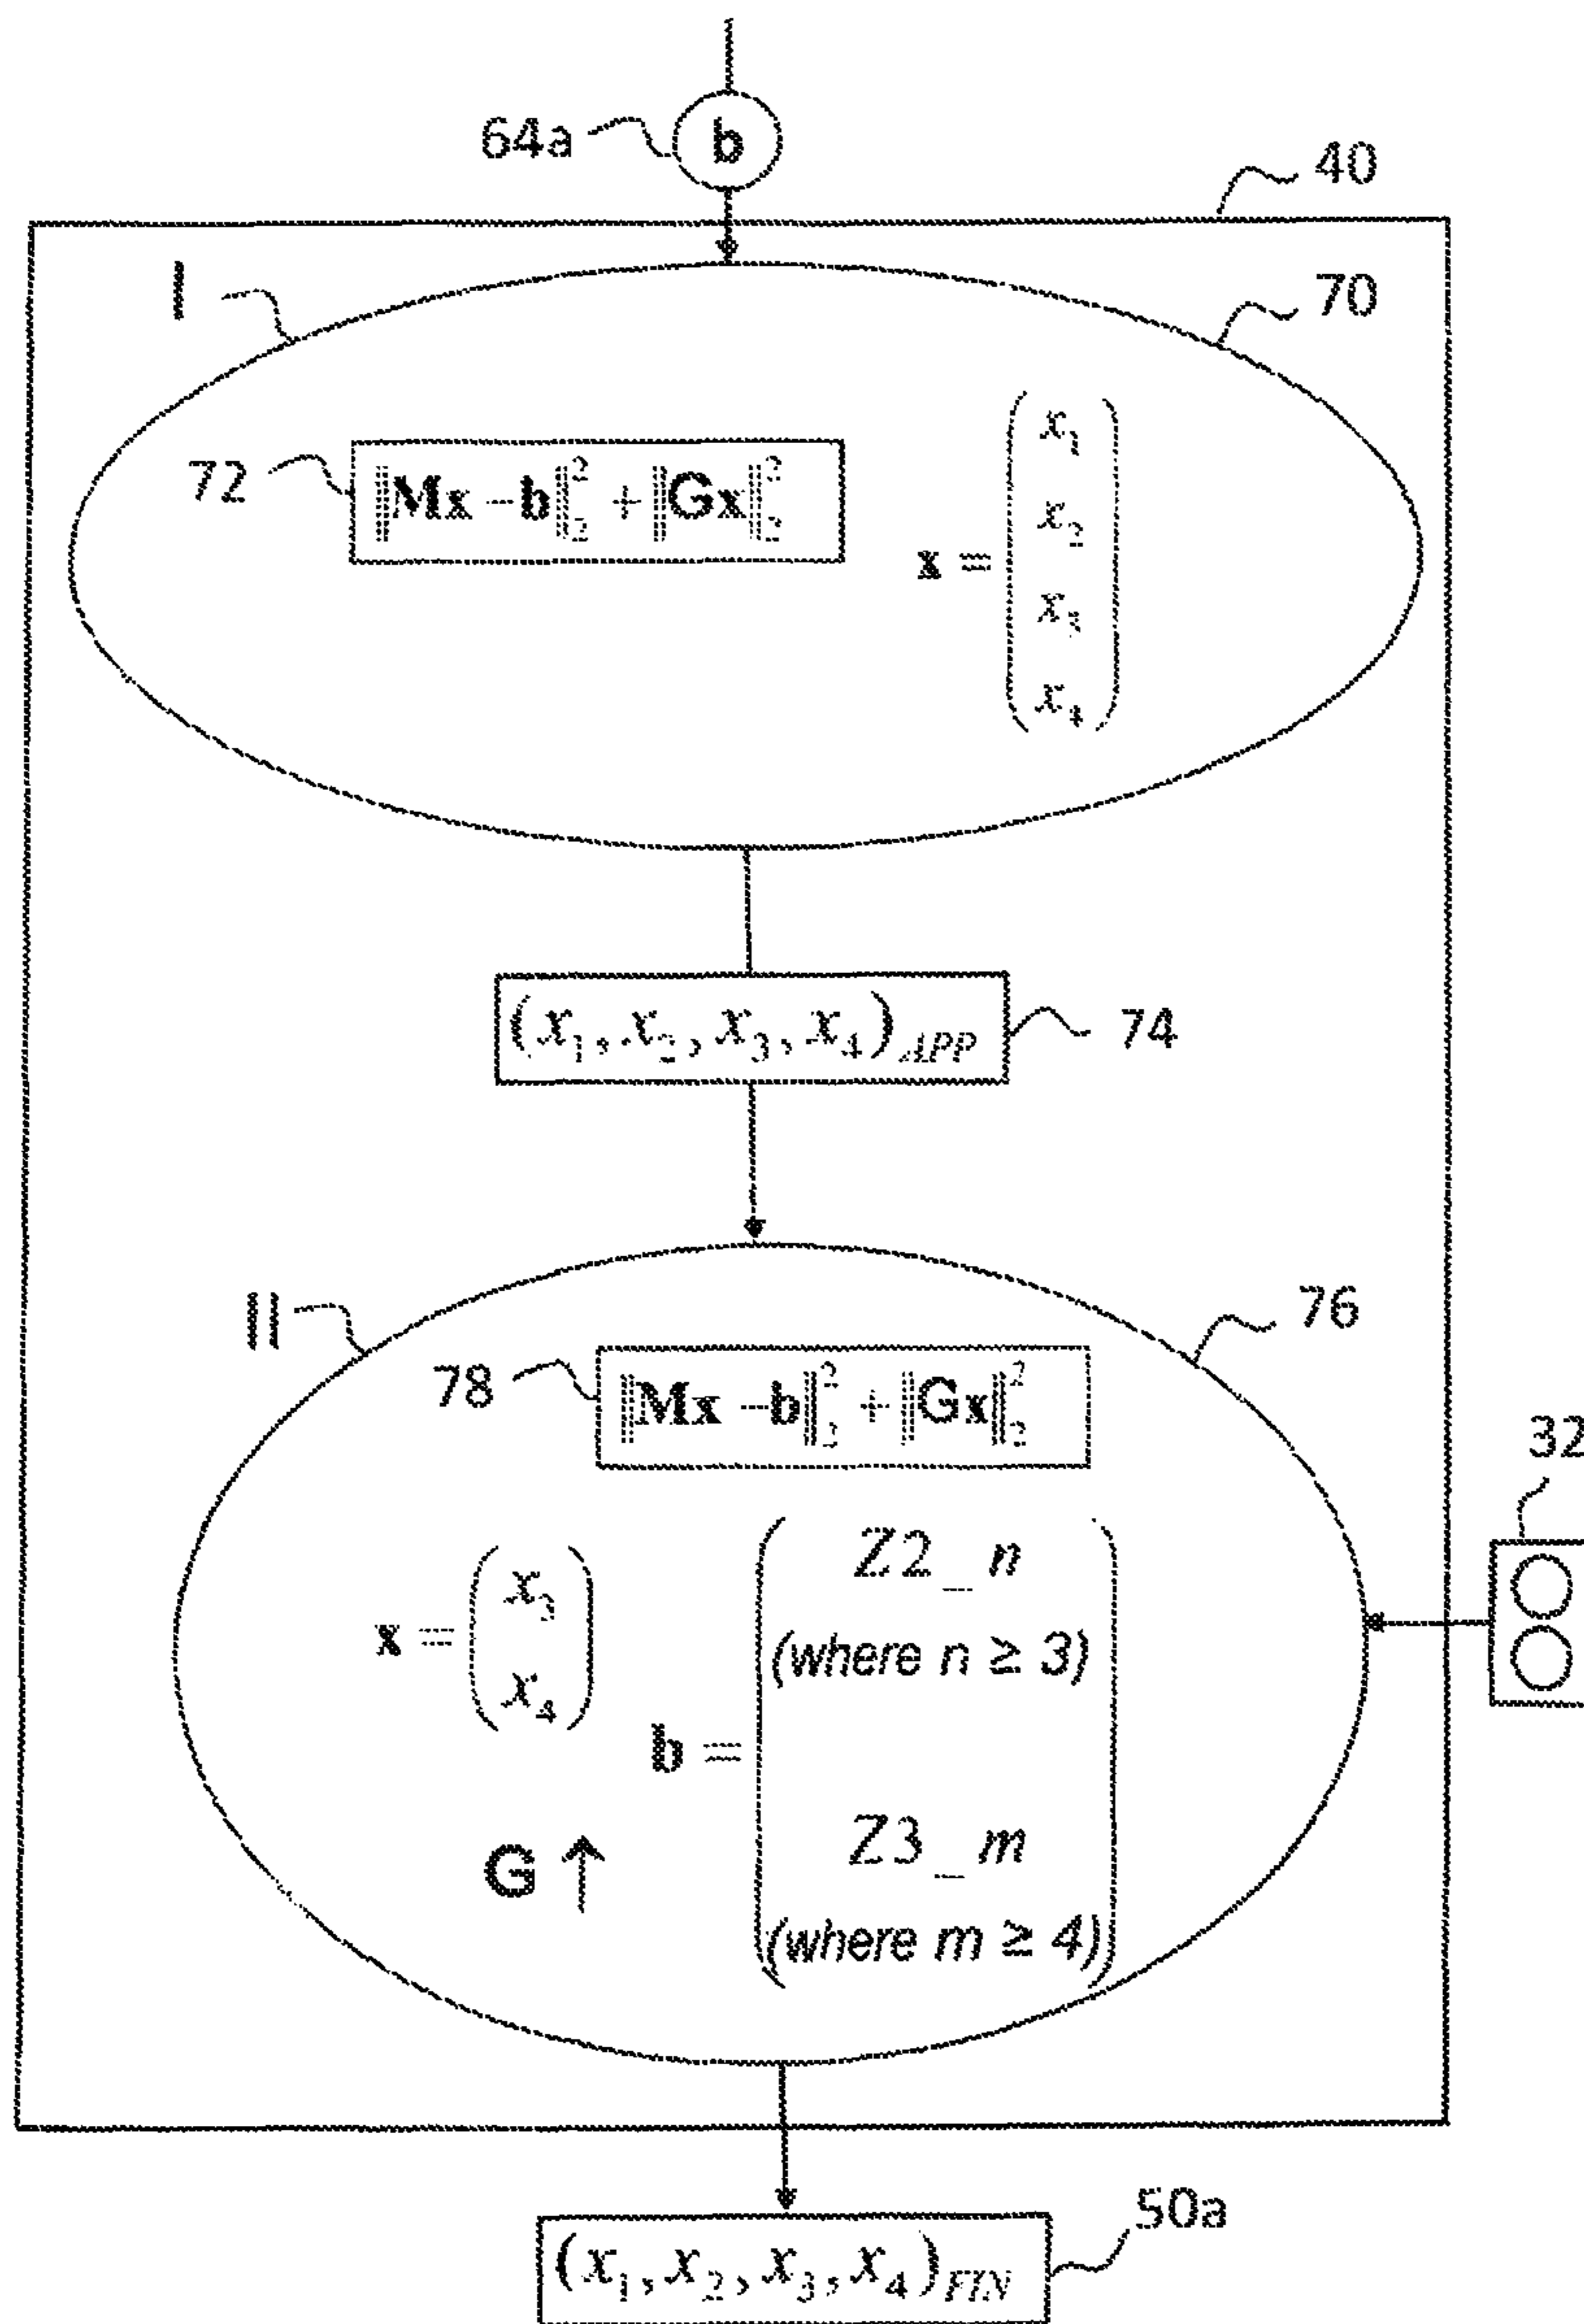 64a b
40
I
70
72
‖Mx − b‖₂² + ‖Gx‖₂²
x = (x₁ x₂ x₃ x₄)
(x₁, x₂, x₃, x₄)APP
74
II
76
78
‖Mx − b‖₂² + ‖Gx‖₂²
32
x = (x₃ x₄)
b =
Z2_n
(where n ≥ 3)
Z3_m
(where m ≥ 4)
G ↑
50a
(x₁, x₂, x₃, x₄)FIN